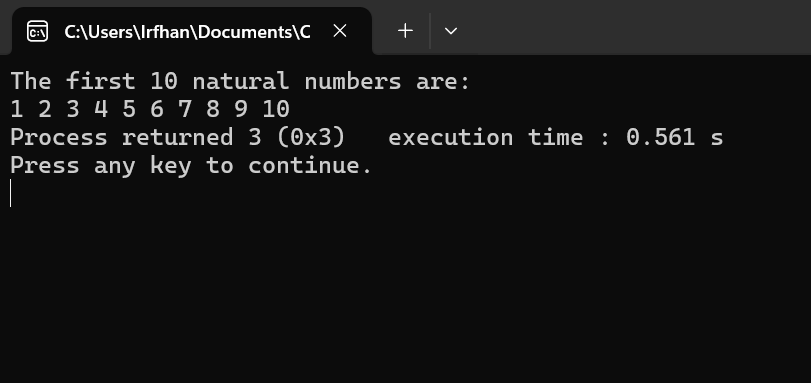 C:\Users\Irfhan\Documents\C
The first 10 natural numbers are:
1 2 3 4 5 6 7 8 9 10
Process returned 3 (0x3)   execution time : 0.561 s
Press any key to continue.